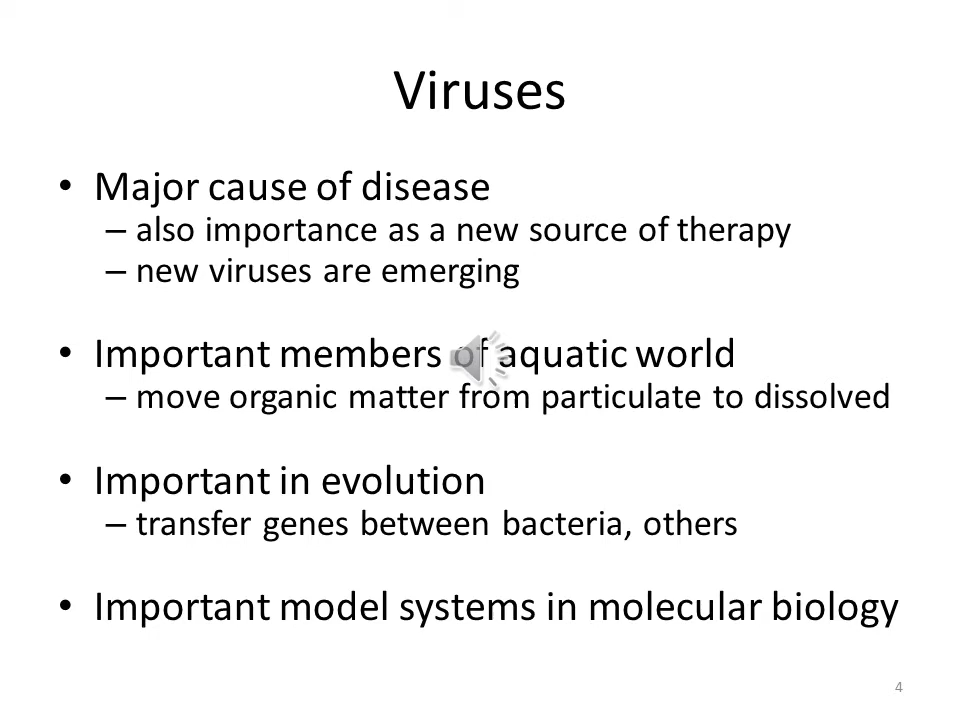 Viruses
• Major cause of disease
– also importance as a new source of therapy
– new viruses are emerging
• Important members of aquatic world
– move organic matter from particulate to dissolved
• Important in evolution
– transfer genes between bacteria, others
• Important model systems in molecular biology
4